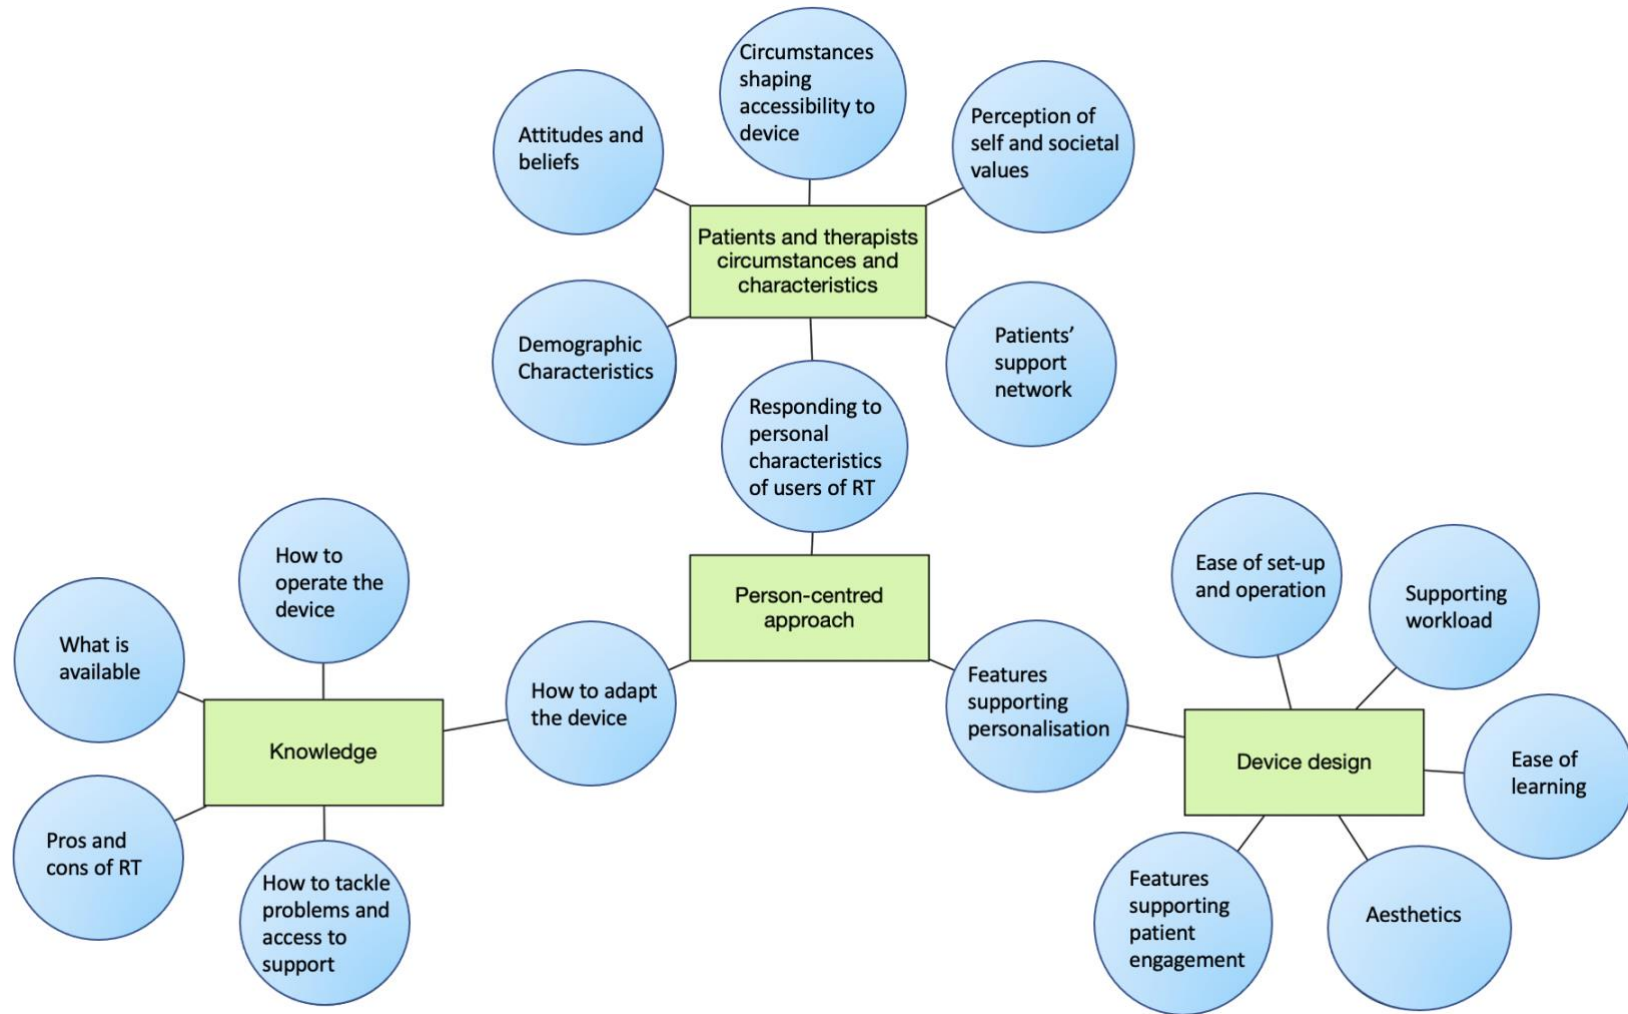 Circumstances
shaping
accessibility to
device
Attitudes and
beliefs
Perception of
self and societal
values
Patients and therapists
circumstances and
characteristics
Demographic
Characteristics
Patients’
support
network
Responding to
personal
characteristics
of users of RT
Person-centred
approach
How to
operate the
device
What is
available
How to adapt
the device
Knowledge
Pros and
cons of RT
How to tackle
problems and
access to
support
Features
supporting
personalisation
Ease of set-up
and operation
Supporting
workload
Device design
Ease of
learning
Features
supporting
patient
engagement
Aesthetics